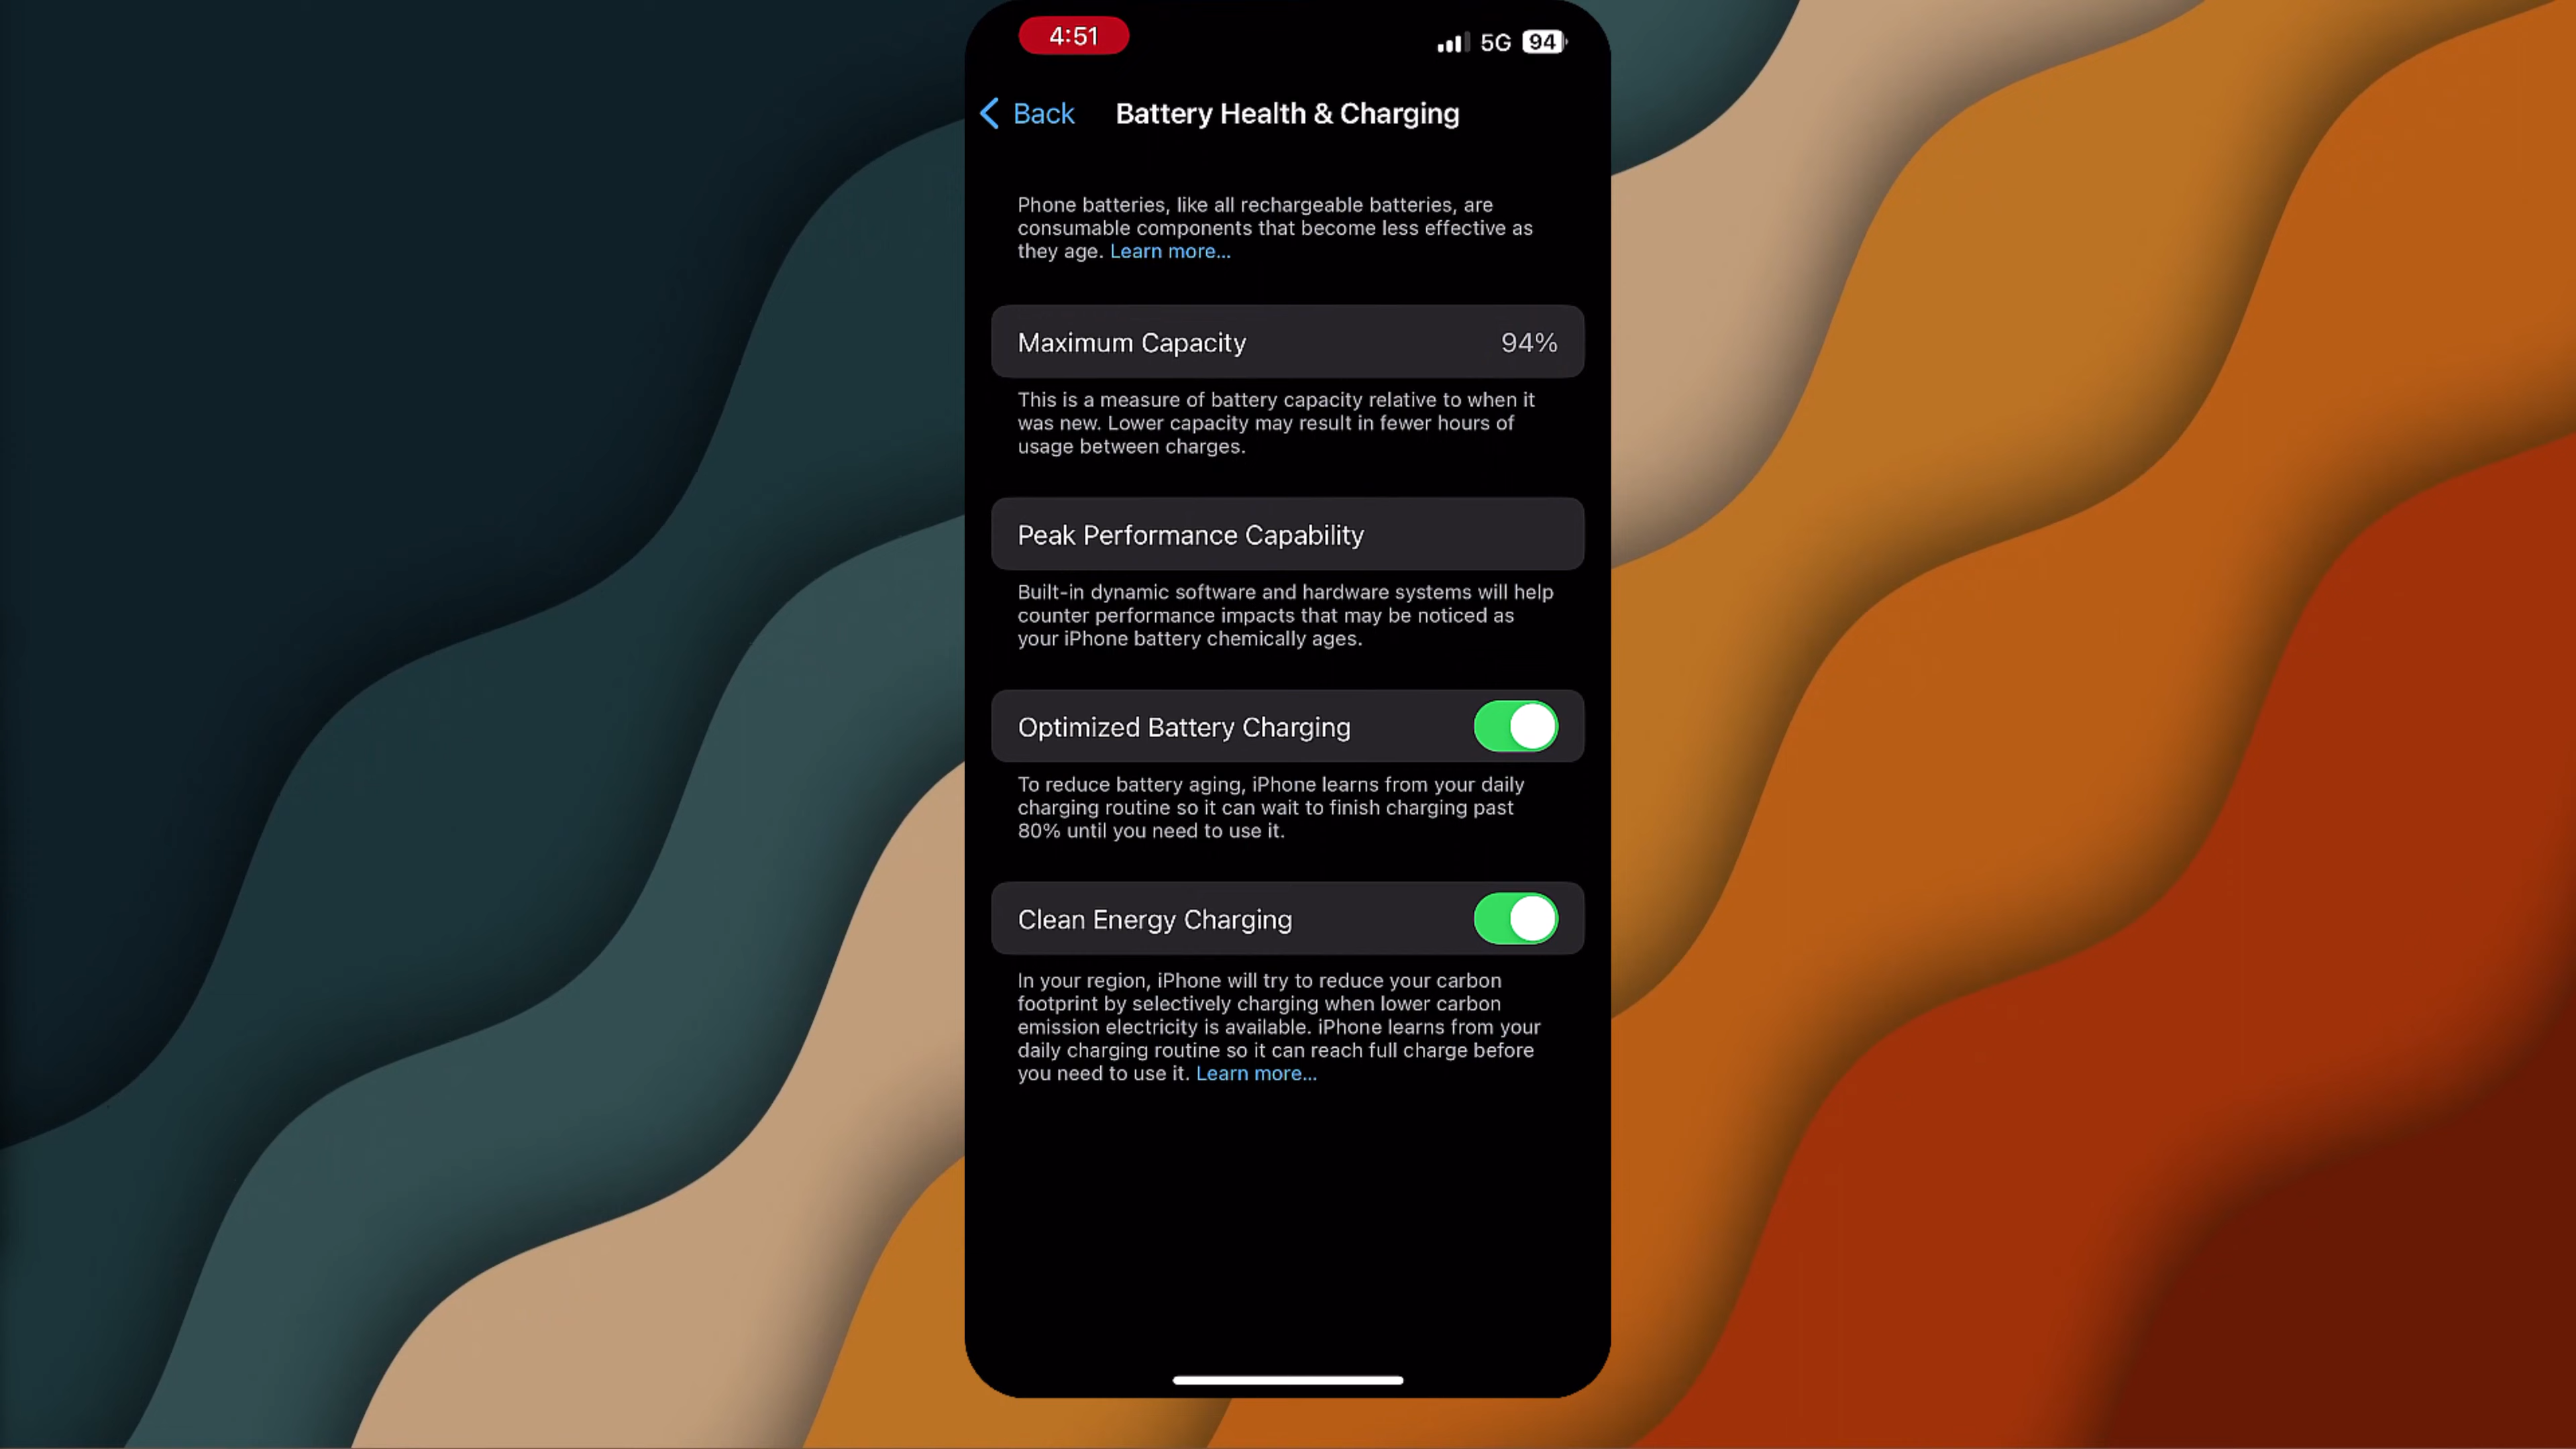 4:51
5G 94
Back Battery Health & Charging
Phone batteries, like all rechargeable batteries, are
consumable components that become less effective as
they age. Learn more...
Maximum Capacity 94%
This is a measure of battery capacity relative to when it
was new. Lower capacity may result in fewer hours of
usage between charges.
Peak Performance Capability
Built-in dynamic software and hardware systems will help
counter performance impacts that may be noticed as
your iPhone battery chemically ages.
Optimized Battery Charging
To reduce battery aging, iPhone learns from your daily
charging routine so it can wait to finish charging past
80% until you need to use it.
Clean Energy Charging
In your region, iPhone will try to reduce your carbon
footprint by selectively charging when lower carbon
emission electricity is available. iPhone learns from your
daily charging routine so it can reach full charge before
you need to use it. Learn more...